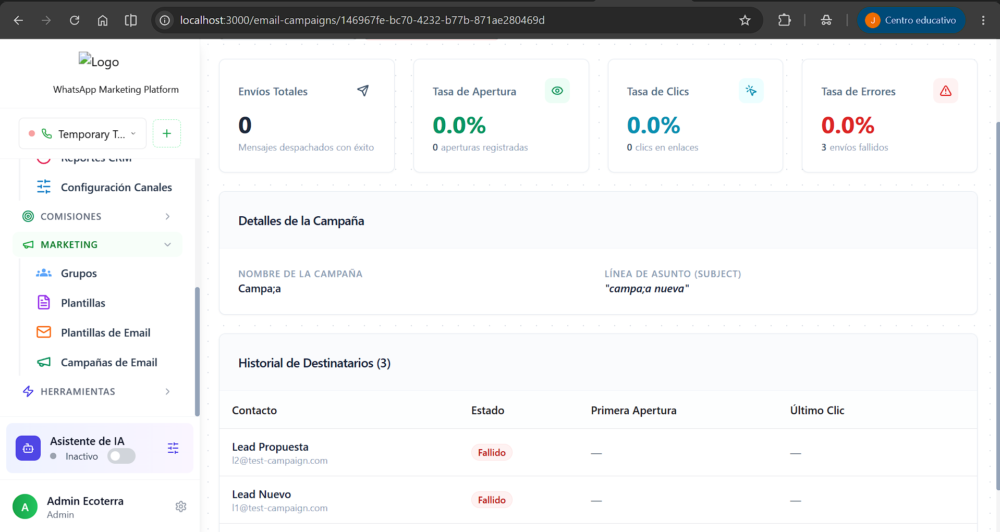 localhost:3000/email-campaigns/146967fe-bc70-4232-b77b-871ae280469d
J
Centro educativo
Logo
WhatsApp Marketing Platform
Temporary T...
Reportes CRM
Configuración Canales
COMISIONES
MARKETING
Grupos
Plantillas
Plantillas de Email
Campañas de Email
HERRAMIENTAS
Asistente de IA
Inactivo
A
Admin Ecoterra
Admin
Envíos Totales
0
Mensajes despachados con éxito
Tasa de Apertura
0.0%
0 aperturas registradas
Tasa de Clics
0.0%
0 clics en enlaces
Tasa de Errores
0.0%
3 envíos fallidos
Detalles de la Campaña
NOMBRE DE LA CAMPAÑA
Campa;a
LÍNEA DE ASUNTO (SUBJECT)
"campa;a nueva"
Historial de Destinatarios (3)
Contacto Estado Primera Apertura Último Clic
Lead Propuesta
l2@test-campaign.com
Fallido — —
Lead Nuevo
l1@test-campaign.com
Fallido — —